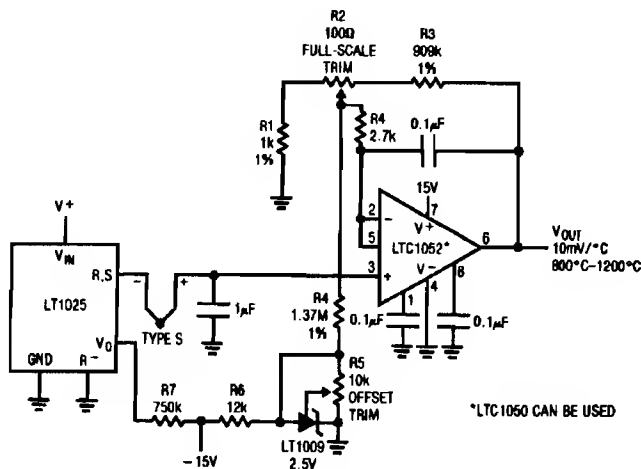 R2
100Ω
FULL-SCALE
TRIM
R3
909k
1%
R1
1k
1%
R4
2.7k
0.1µF
15V
V+
VIN
R,S
LT1025
VO
GND
R–
–
+
TYPE S
1µF
2
–
5
3
+
7
V+
LTC1052*
V–
6
8
4
1
VOUT
10mV/°C
800°C-1200°C
R4
1.37M
1%
0.1µF
0.1µF
R5
10k
OFFSET
TRIM
R7
750k
R6
12k
–15V
LT1009
2.5V
*LTC1050 CAN BE USED